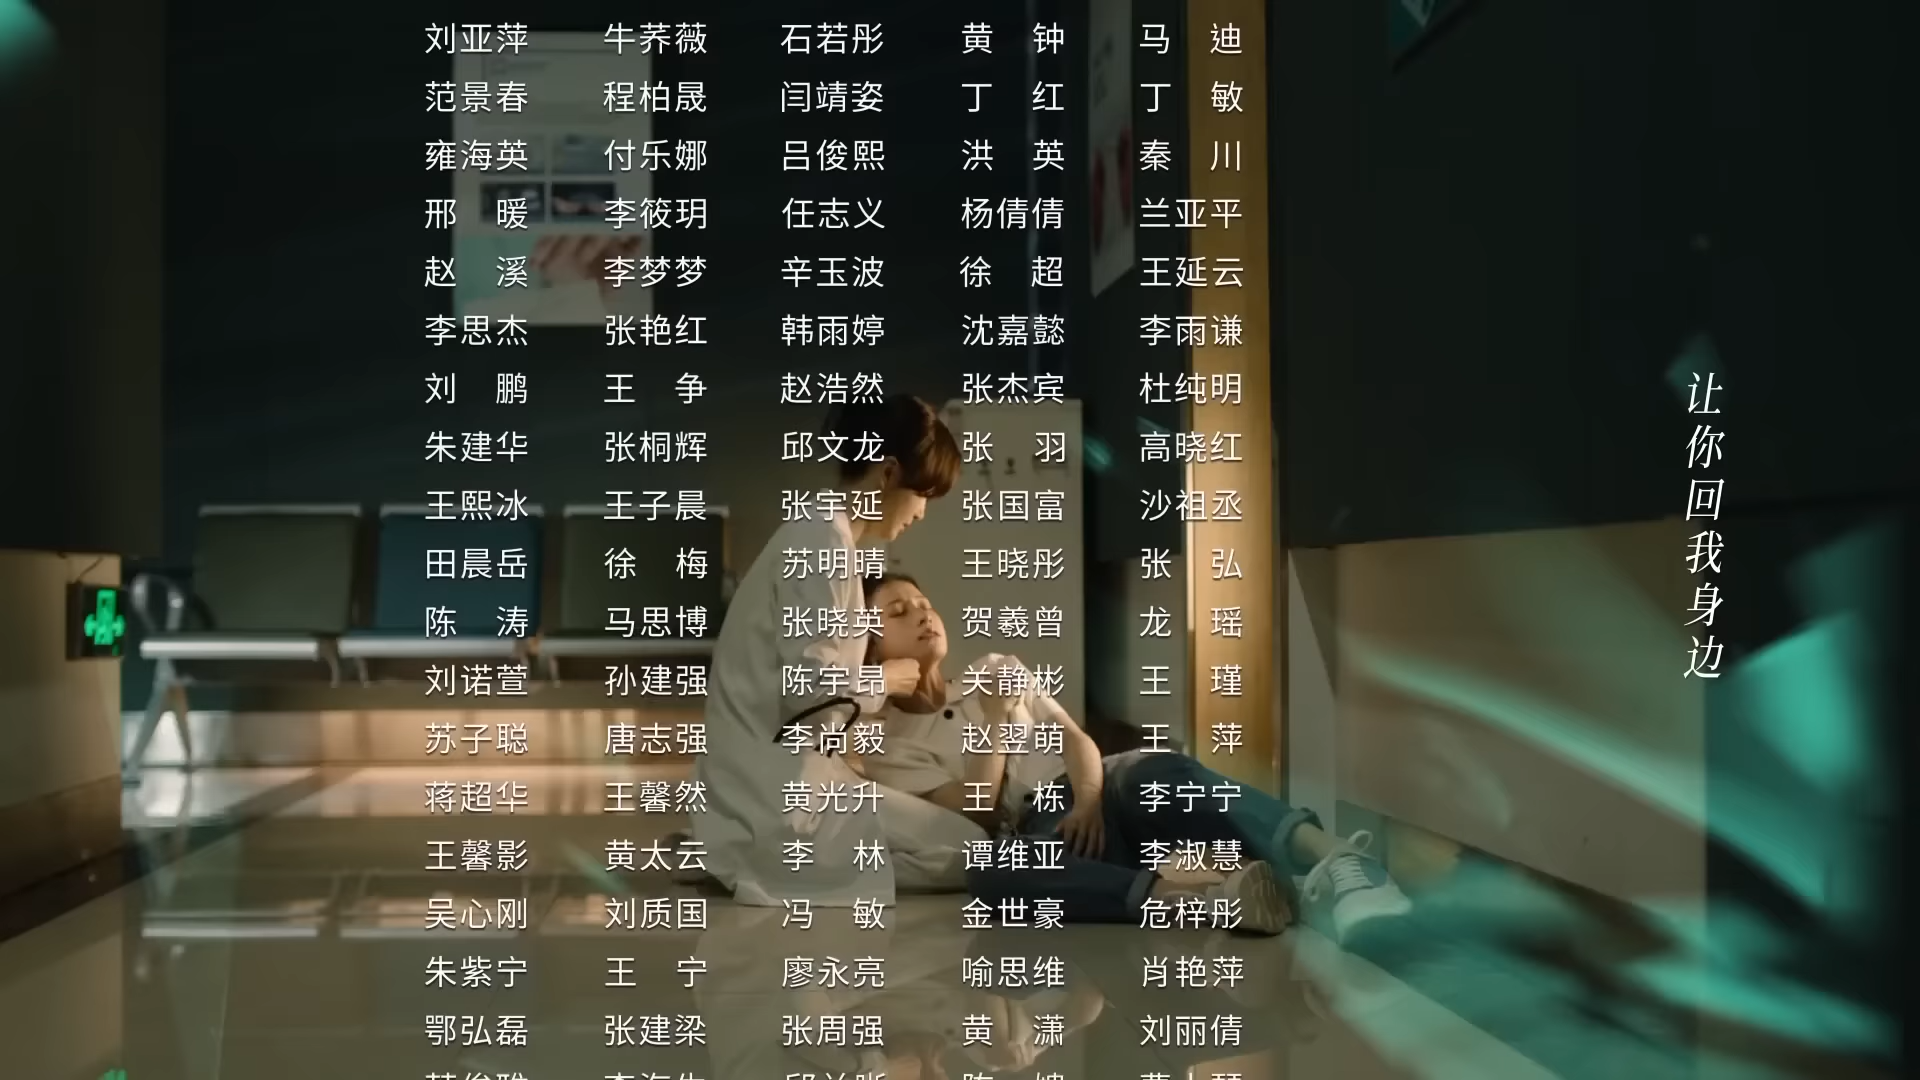 刘亚萍 牛荞薇 石若彤 黄 钟 马 迪
范景春 程柏晟 闫靖姿 丁 红 丁 敏
雍海英 付乐娜 吕俊熙 洪 英 秦 川
邢 暖 李筱玥 任志义 杨倩倩 兰亚平
赵 溪 李梦梦 辛玉波 徐 超 王延云
李思杰 张艳红 韩雨婷 沈嘉懿 李雨谦
刘 鹏 王 争 赵浩然 张杰宾 杜纯明
朱建华 张桐辉 邱文龙 张 羽 高晓红
王熙冰 王子晨 张宇延 张国富 沙祖丞
田晨岳 徐 梅 苏明晴 王晓彤 张 弘
陈 涛 马思博 张晓英 贺羲曾 龙 瑶
刘诺萱 孙建强 陈宇昂 关静彬 王 瑾
苏子聪 唐志强 李尚毅 赵翌萌 王 萍
蒋超华 王馨然 黄光升 王 栋 李宁宁
王馨影 黄太云 李 林 谭维亚 李淑慧
吴心刚 刘质国 冯 敏 金世豪 危梓彤
朱紫宁 王 宁 廖永亮 喻思维 肖艳萍
鄂弘磊 张建梁 张周强 黄 潇 刘丽倩
让你回我身边